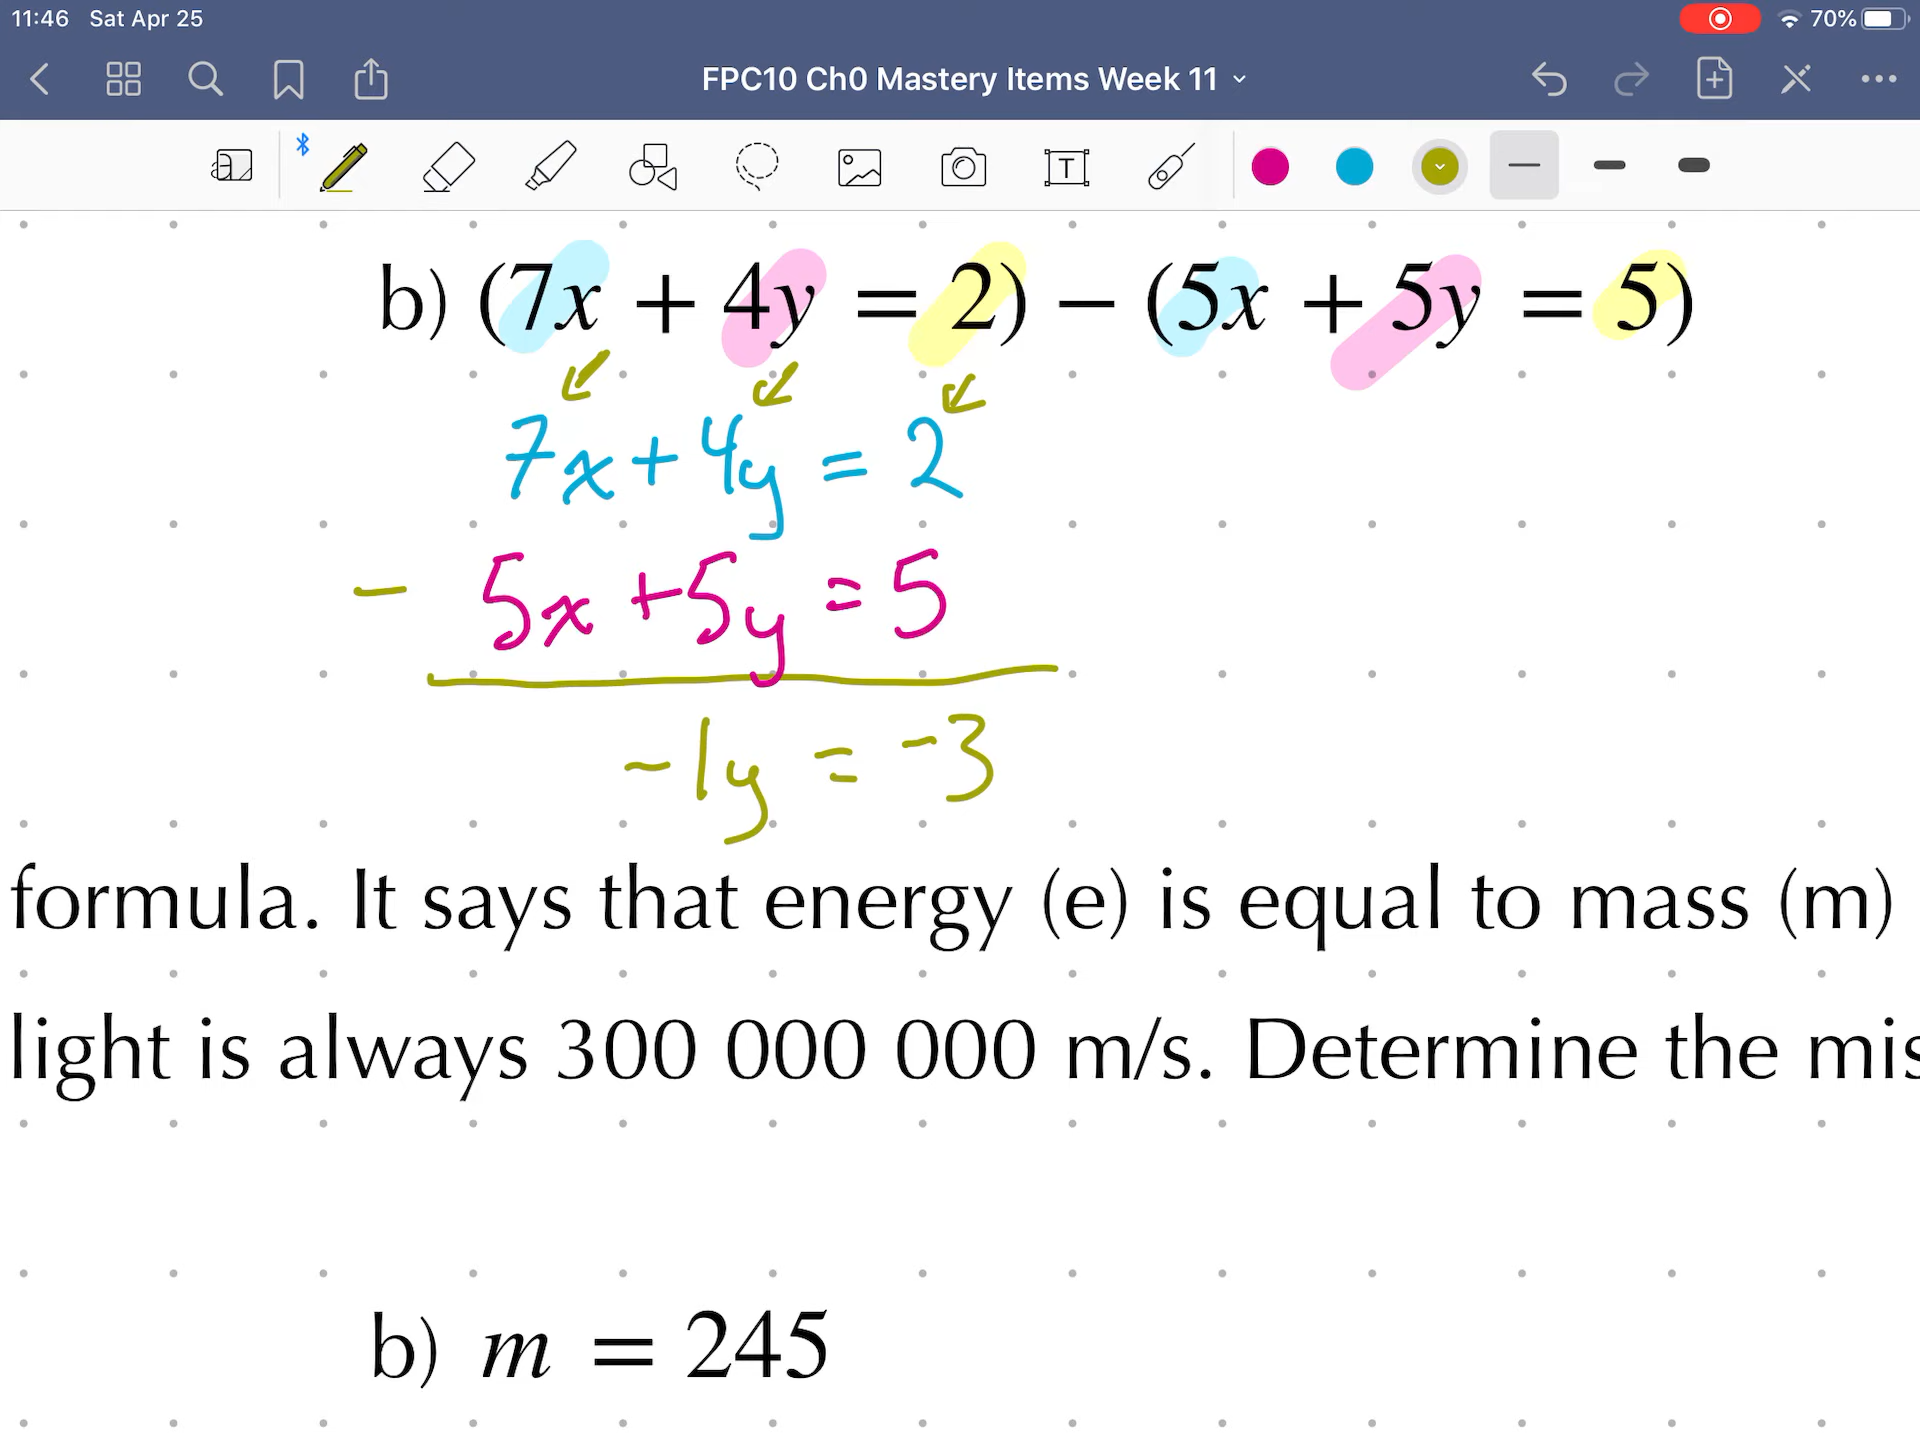 11:46 Sat Apr 25 70%
FPC10 Ch0 Mastery Items Week 11
T
b) (7x + 4y = 2) − (5x + 5y = 5)
7x + 4y = 2
- 5x + 5y = 5
-1y = -3
formula. It says that energy (e) is equal to mass (m)
light is always 300 000 000 m/s. Determine the mis
b) m = 245